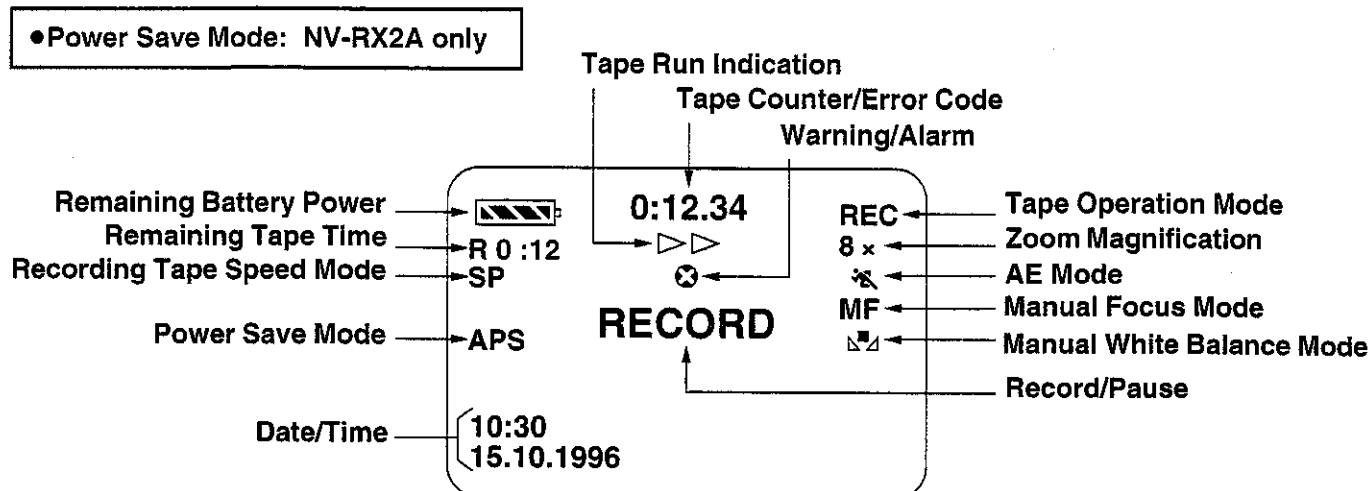 ●Power Save Mode: NV-RX2A only
Tape Run Indication
Tape Counter/Error Code
Warning/Alarm
Remaining Battery Power
0:12.34
REC
Tape Operation Mode
Remaining Tape Time
R 0 :12
8 ×
Zoom Magnification
Recording Tape Speed Mode
SP
AE Mode
MF
Manual Focus Mode
Power Save Mode
APS
RECORD
Manual White Balance Mode
Record/Pause
Date/Time
10:30
15.10.1996